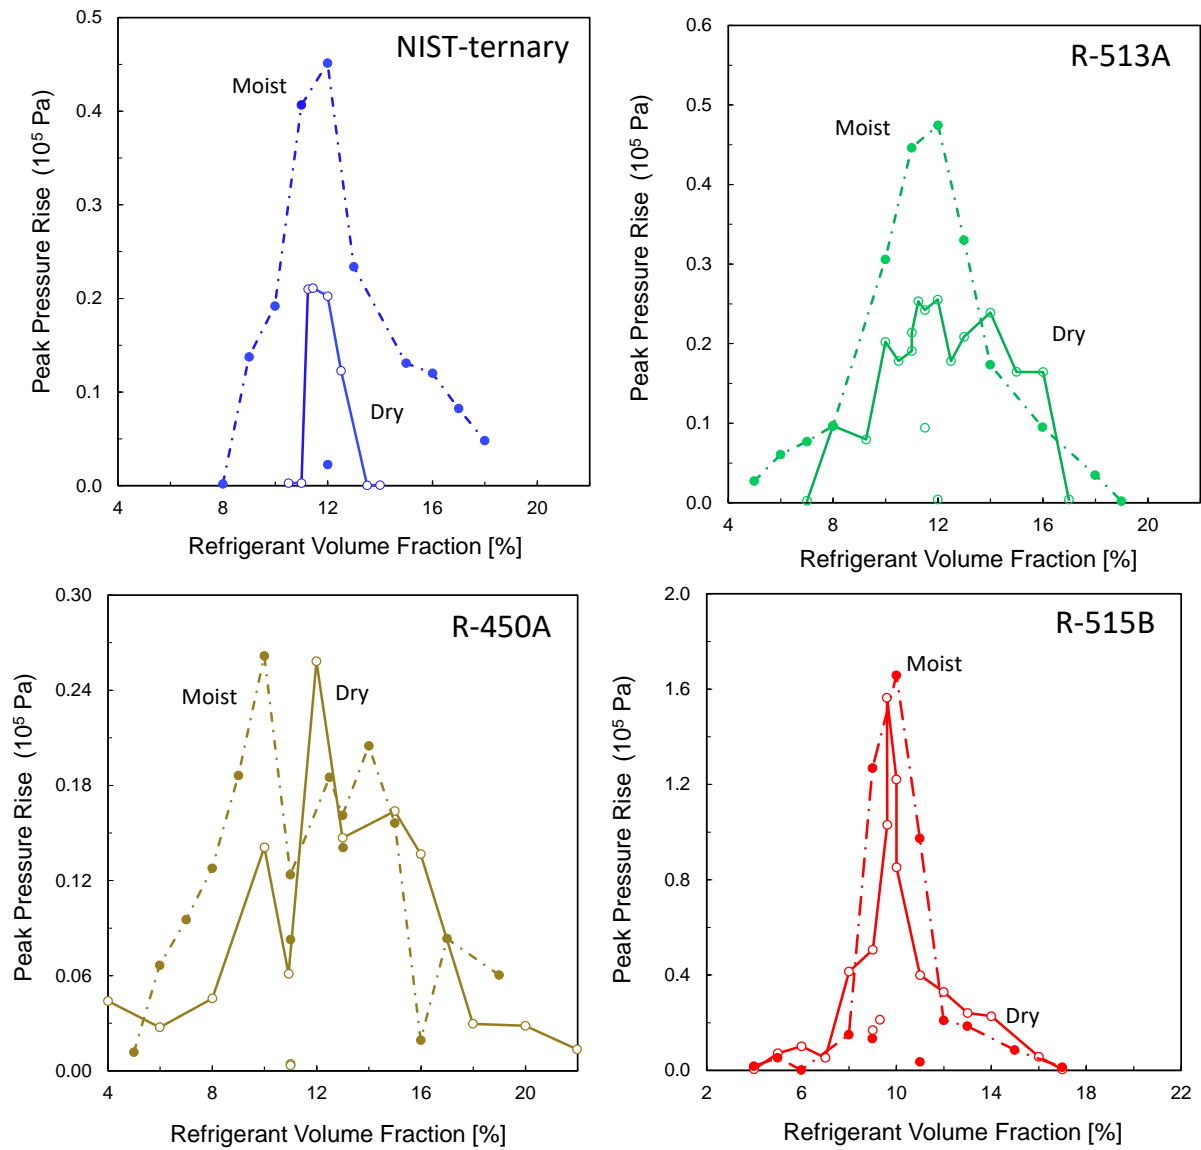 NIST-ternary
Moist
Dry
0.5
0.4
0.3
0.2
0.1
0.0
Peak Pressure Rise (10⁵ Pa)
4 8 12 16 20
Refrigerant Volume Fraction [%]
R-513A
Moist
Dry
0.6
0.5
0.4
0.3
0.2
0.1
0.0
Peak Pressure Rise (10⁵ Pa)
4 8 12 16 20
Refrigerant Volume Fraction [%]
R-450A
Moist
Dry
0.30
0.24
0.18
0.12
0.06
0.00
Peak Pressure Rise (10⁵ Pa)
4 8 12 16 20
Refrigerant Volume Fraction [%]
R-515B
Moist
Dry
2.0
1.6
1.2
0.8
0.4
0.0
Peak Pressure Rise (10⁵ Pa)
2 6 10 14 18 22
Refrigerant Volume Fraction [%]